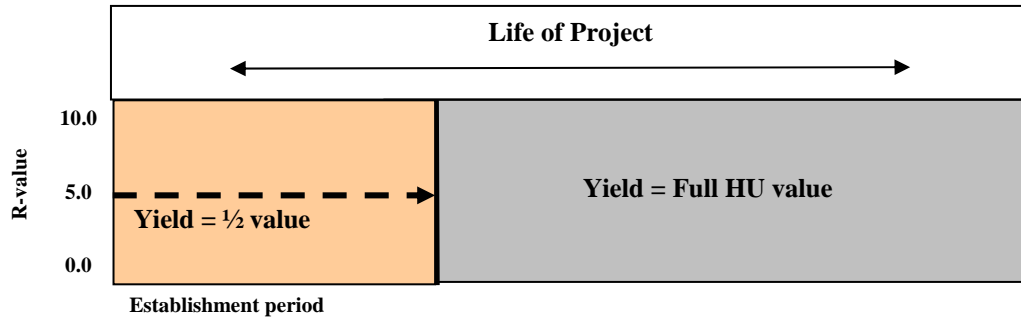 Life of Project
R-value
10.0
5.0
0.0
Yield = ½ value
Yield = Full HU value
Establishment period